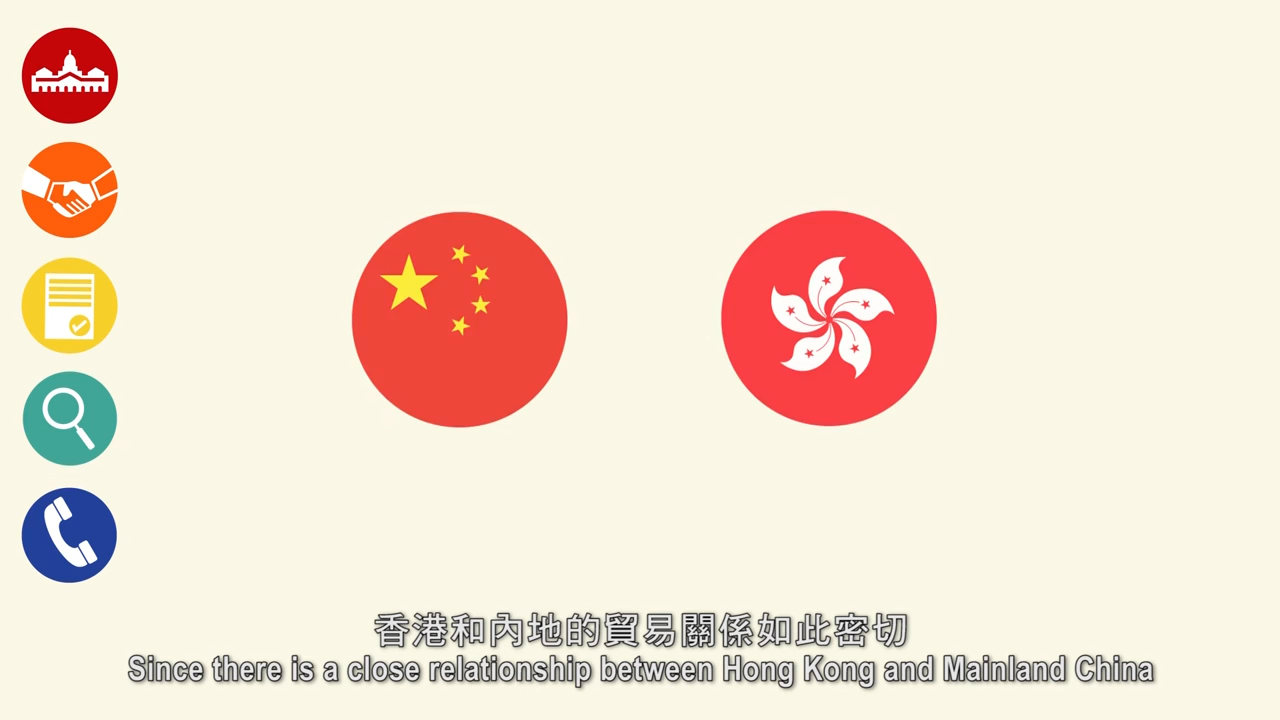 香港和內地的貿易關係如此密切
Since there is a close relationship between Hong Kong and Mainland China